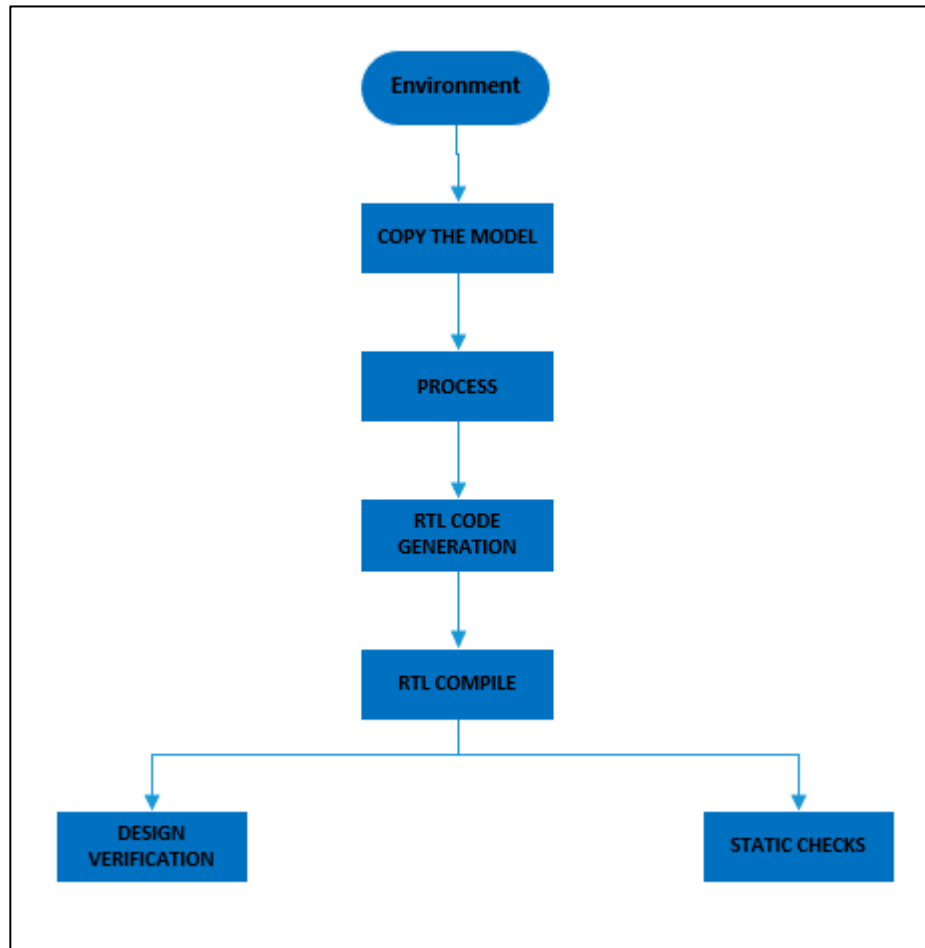 Environment
COPY THE MODEL
PROCESS
RTL CODE
GENERATION
RTL COMPILE
DESIGN
VERIFICATION
STATIC CHECKS